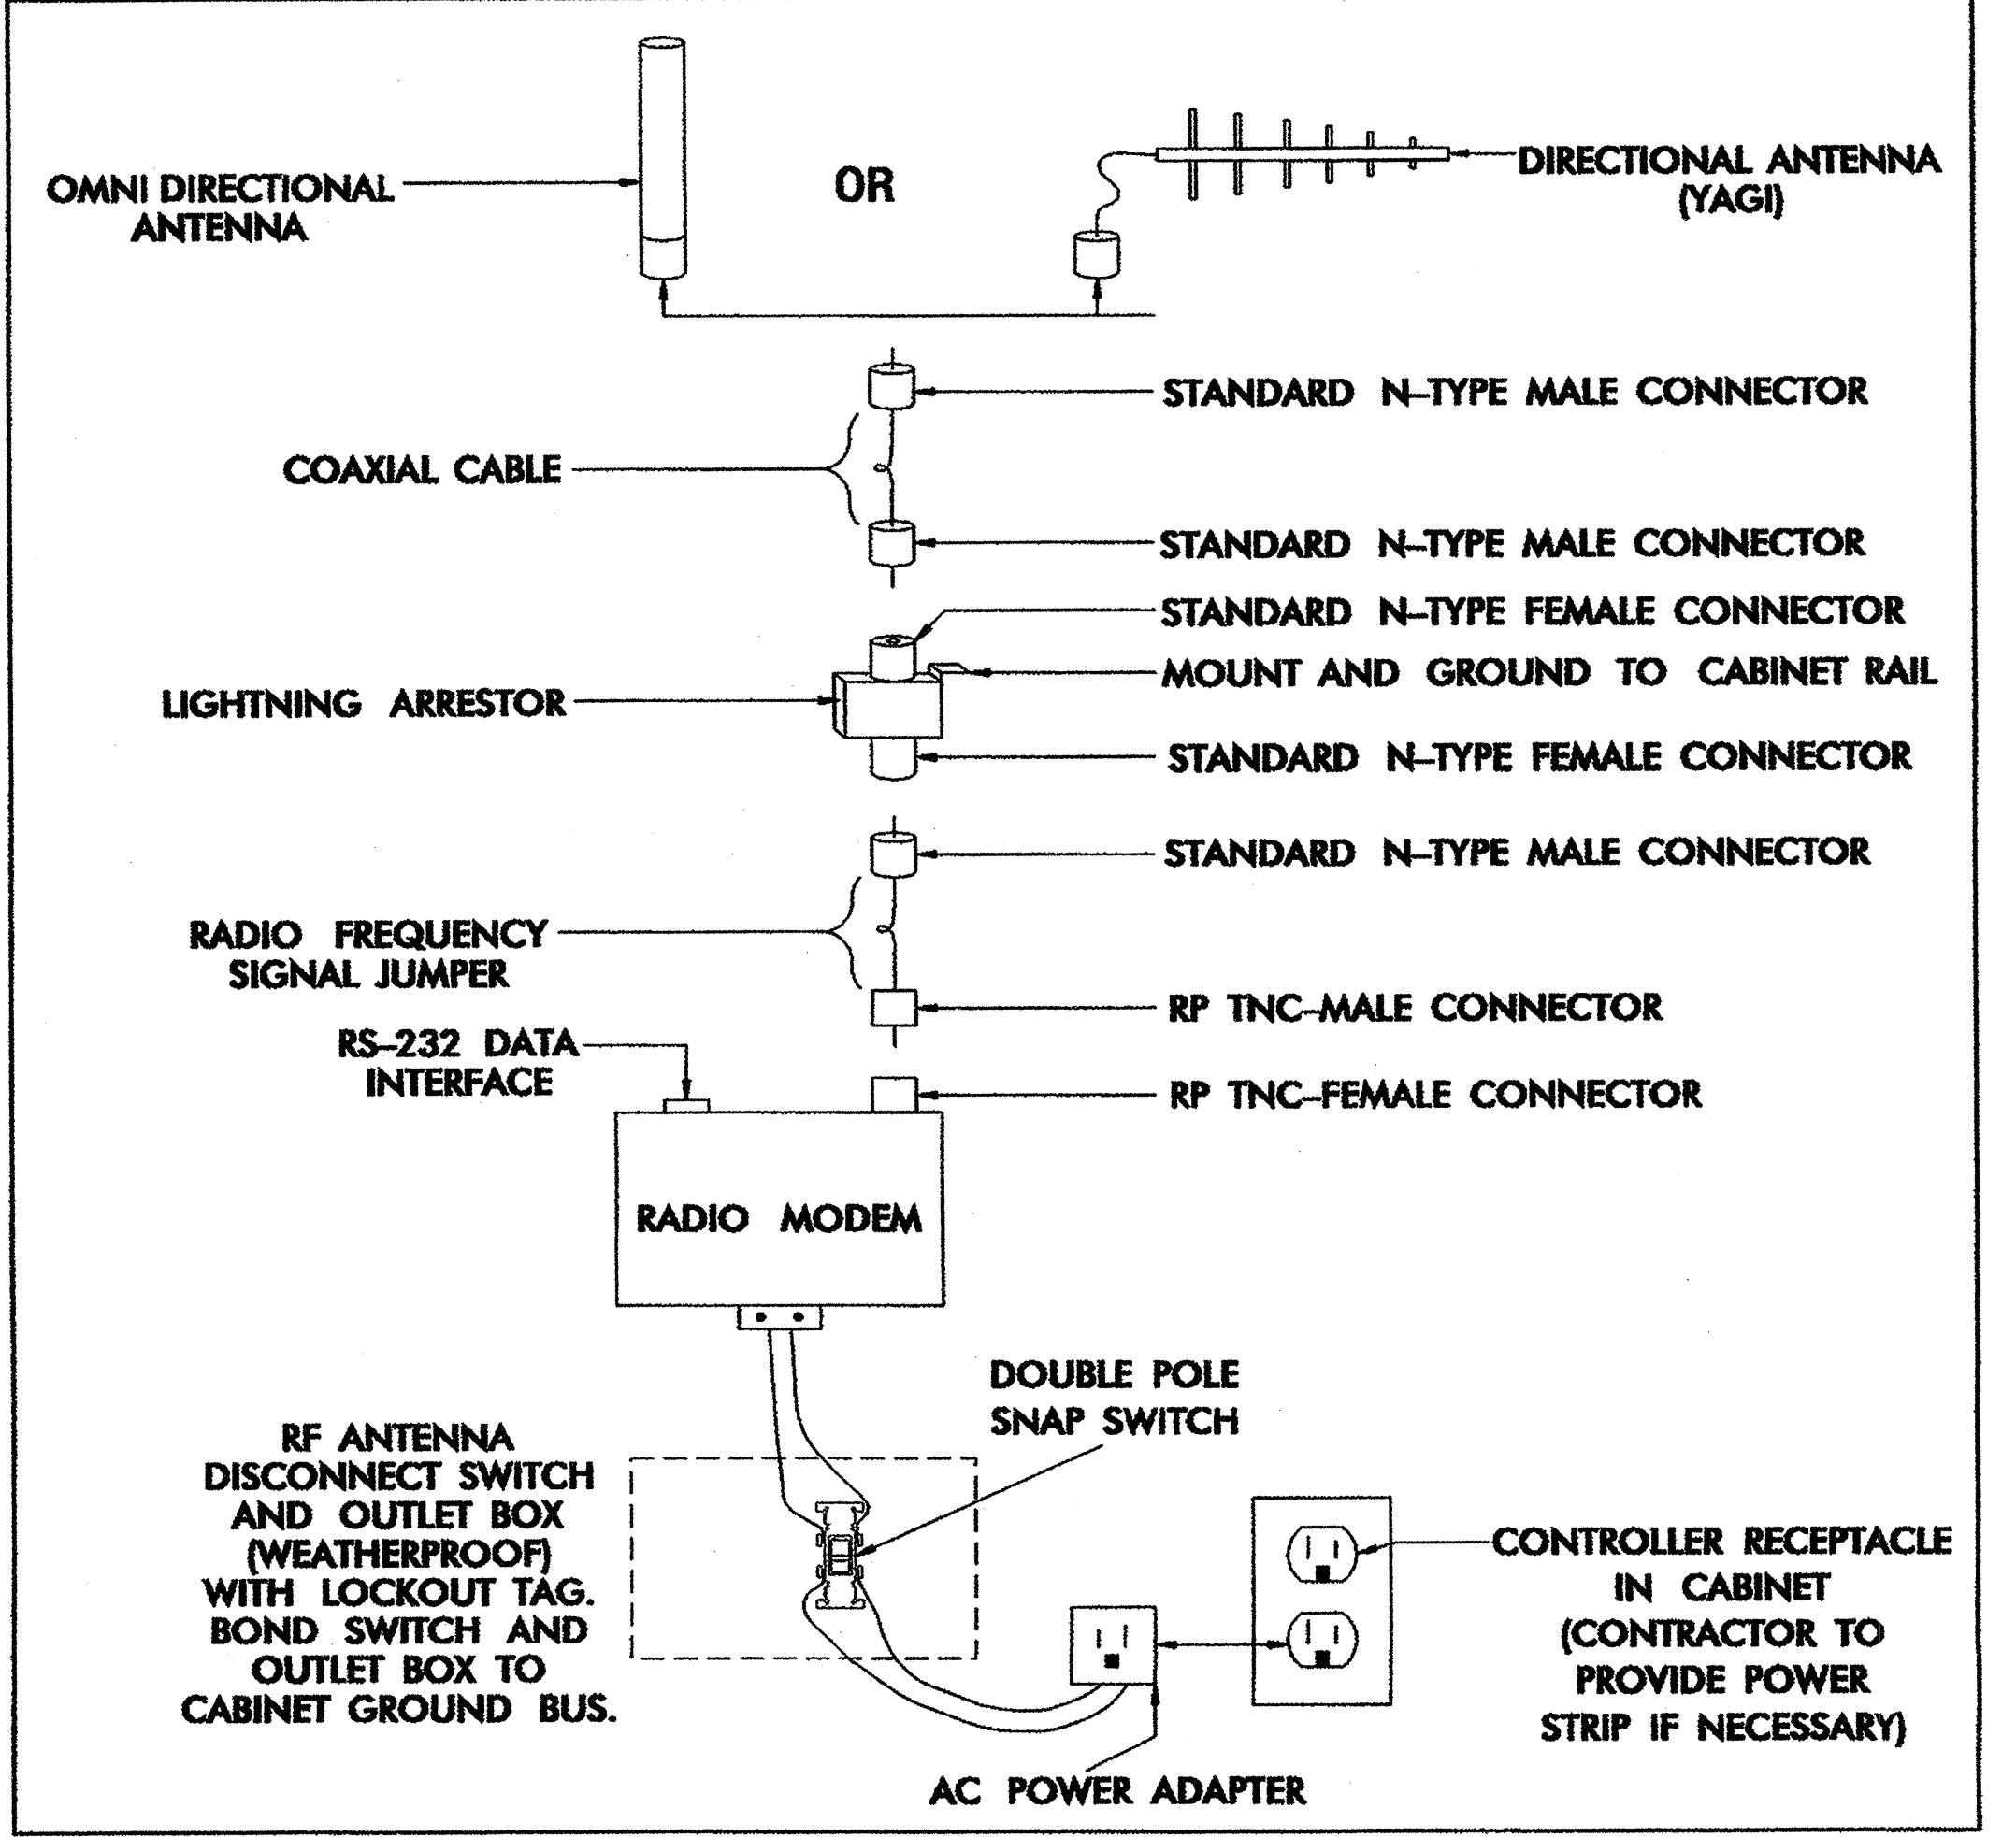 OMNI DIRECTIONAL
ANTENNA
OR
DIRECTIONAL ANTENNA
(YAGI)
STANDARD N-TYPE MALE CONNECTOR
COAXIAL CABLE
STANDARD N-TYPE MALE CONNECTOR
STANDARD N-TYPE FEMALE CONNECTOR
MOUNT AND GROUND TO CABINET RAIL
LIGHTNING ARRESTOR
STANDARD N-TYPE FEMALE CONNECTOR
STANDARD N-TYPE MALE CONNECTOR
RADIO FREQUENCY
SIGNAL JUMPER
RP TNC-MALE CONNECTOR
RS-232 DATA
INTERFACE
RP TNC-FEMALE CONNECTOR
RADIO MODEM
DOUBLE POLE
SNAP SWITCH
RF ANTENNA
DISCONNECT SWITCH
AND OUTLET BOX
(WEATHERPROOF)
WITH LOCKOUT TAG.
BOND SWITCH AND
OUTLET BOX TO
CABINET GROUND BUS.
CONTROLLER RECEPTACLE
IN CABINET
(CONTRACTOR TO
PROVIDE POWER
STRIP IF NECESSARY)
AC POWER ADAPTER